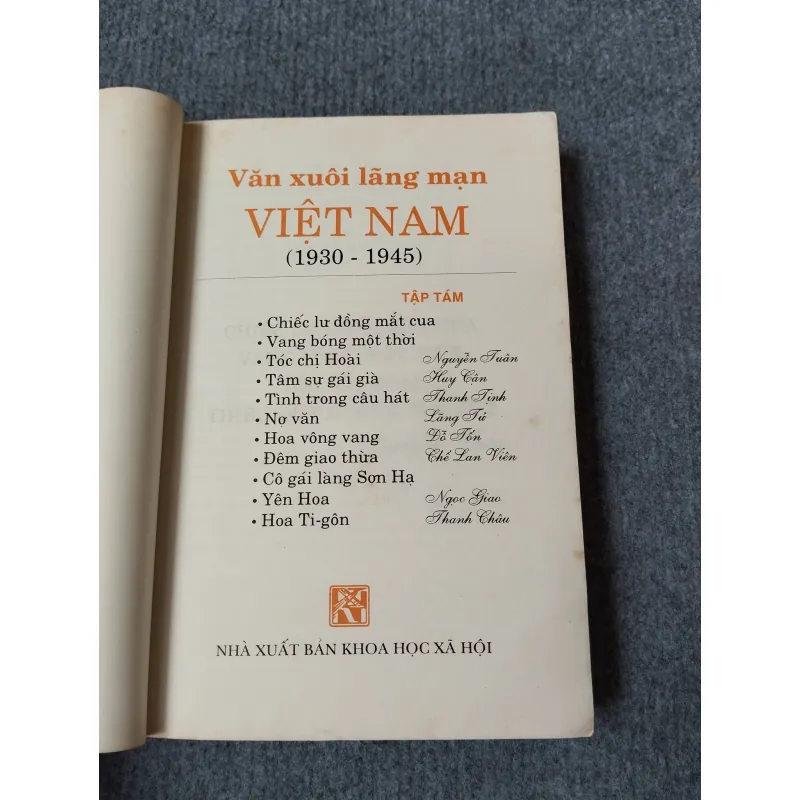 Văn xuôi lãng mạn
VIỆT NAM
(1930 - 1945)
TẬP TÁM
• Chiếc lư đồng mắt cua
• Vang bóng một thời
• Tóc chị Hoài Nguyễn Tuân
• Tâm sự gái già Huy Cận
• Tình trong câu hát Thanh Tịnh
• Nợ văn Lãng Tử
• Hoa vông vang Đỗ Tốn
• Đêm giao thừa Chế Lan Viên
• Cô gái làng Sơn Hạ
• Yên Hoa Ngọc Giao
• Hoa Ti-gôn Thanh Châu
NHÀ XUẤT BẢN KHOA HỌC XÃ HỘI